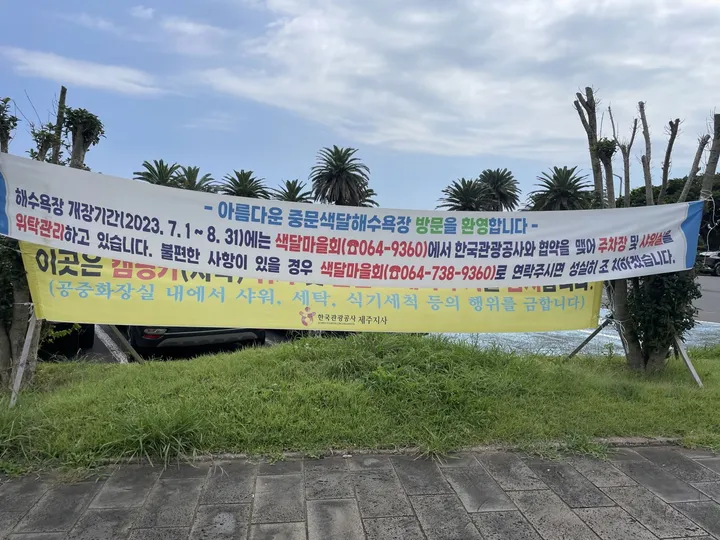 - 아름다운 중문색달해수욕장 방문을 환영합니다 -
해수욕장 개장기간(2023. 7. 1 ~ 8. 31)에는 색달마을회(☎064-9360)에서 한국관광공사와 협약을 맺어 주차장 및 샤워실을
위탁관리하고 있습니다. 불편한 사항이 있을 경우 색달마을회(☎064-738-9360)로 연락주시면 성실히 조치하겠습니다.
이곳은
(공중화장실 내에서 샤워, 세탁, 식기세척 등의 행위를 금합니다)
한국관광공사 제주지사